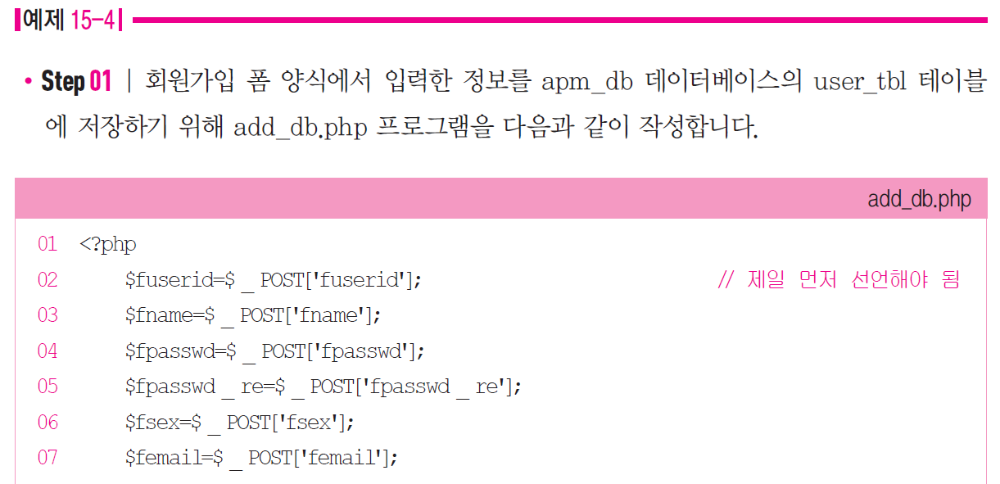 예제 15-4
• Step 01 | 회원가입 폼 양식에서 입력한 정보를 apm_db 데이터베이스의 user_tbl 테이블
에 저장하기 위해 add_db.php 프로그램을 다음과 같이 작성합니다.
add_db.php
01 <?php
02 $fuserid=$ _ POST['fuserid']; // 제일 먼저 선언해야 됨
03 $fname=$ _ POST['fname'];
04 $fpasswd=$ _ POST['fpasswd'];
05 $fpasswd _ re=$ _ POST['fpasswd _ re'];
06 $fsex=$ _ POST['fsex'];
07 $femail=$ _ POST['femail'];